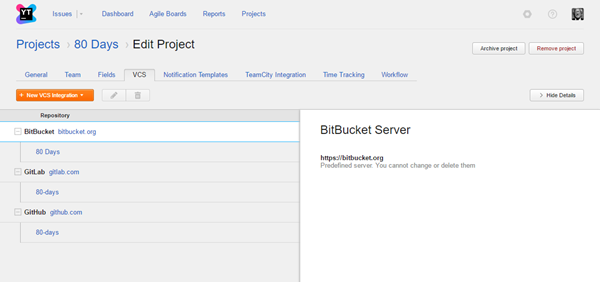 YT
Issues Dashboard Agile Boards Reports Projects
Projects > 80 Days > Edit Project
Archive project Remove project
General Team Fields VCS Notification Templates TeamCity Integration Time Tracking Workflow
+ New VCS Integration
> Hide Details
Repository
BitBucket bitbucket.org
80 Days
GitLab gitlab.com
80-days
GitHub github.com
80-days
BitBucket Server
https://bitbucket.org
Predefined server. You cannot change or delete them